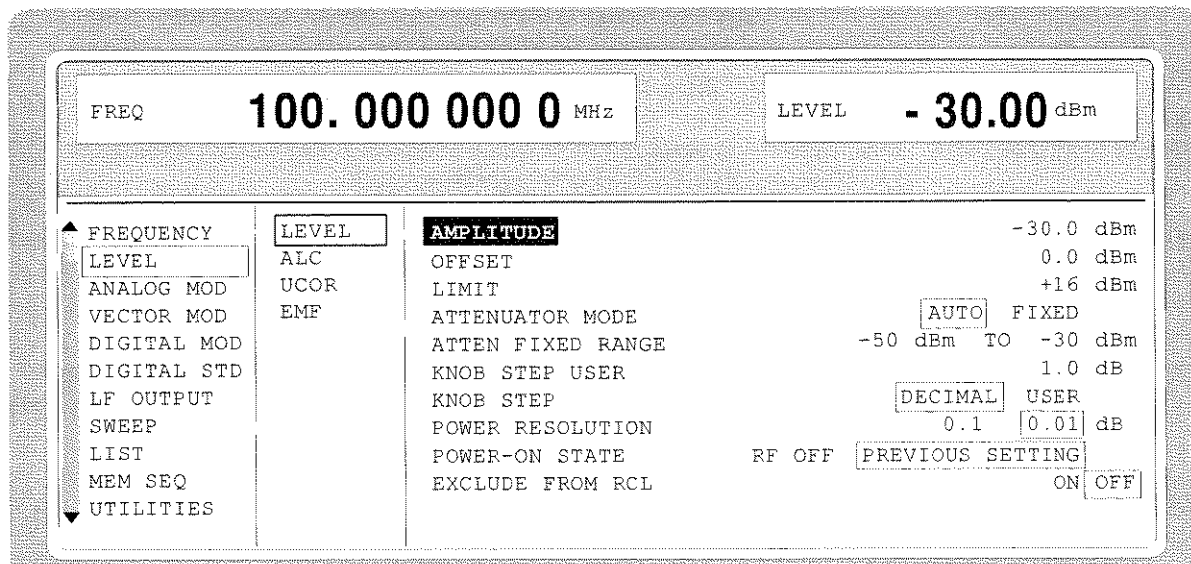 FREQ 100. 000 000 0 MHz LEVEL - 30.00 dBm
FREQUENCY LEVEL AMPLITUDE -30.0 dBm
LEVEL ALC OFFSET 0.0 dBm
ANALOG MOD UCOR LIMIT +16 dBm
VECTOR MOD EMF ATTENUATOR MODE AUTO FIXED
DIGITAL MOD ATTEN FIXED RANGE -50 dBm TO -30 dBm
DIGITAL STD KNOB STEP USER 1.0 dB
LF OUTPUT KNOB STEP DECIMAL USER
SWEEP POWER RESOLUTION 0.1 0.01 dB
LIST POWER-ON STATE RF OFF PREVIOUS SETTING
MEM SEQ EXCLUDE FROM RCL ON OFF
UTILITIES